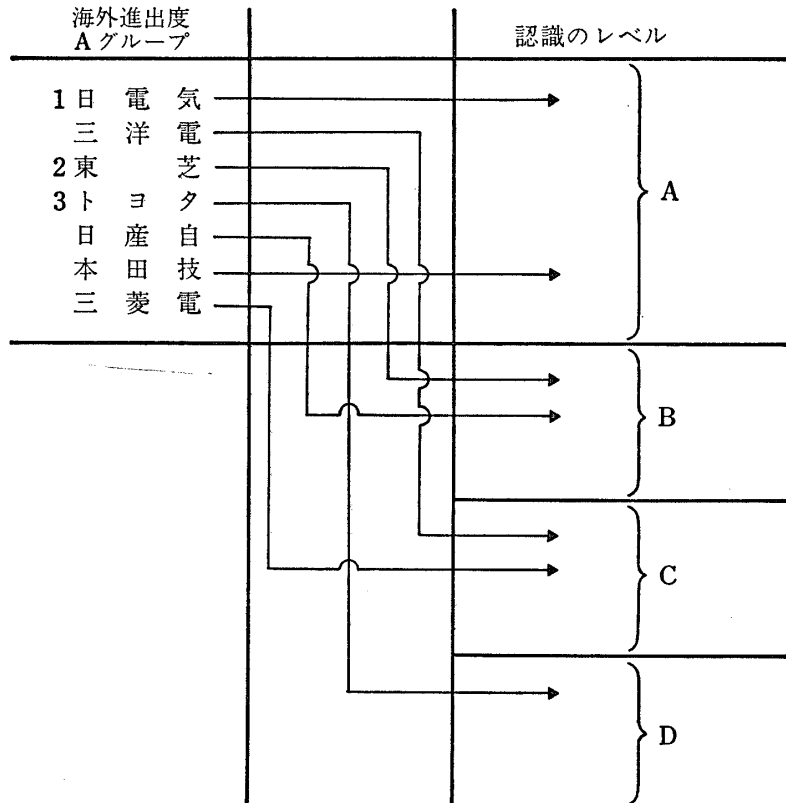 海外進出度
Aグループ
認識のレベル
1日電気
三洋電
2東芝
3トヨタ
日産自
本田技
三菱電
A
B
C
D